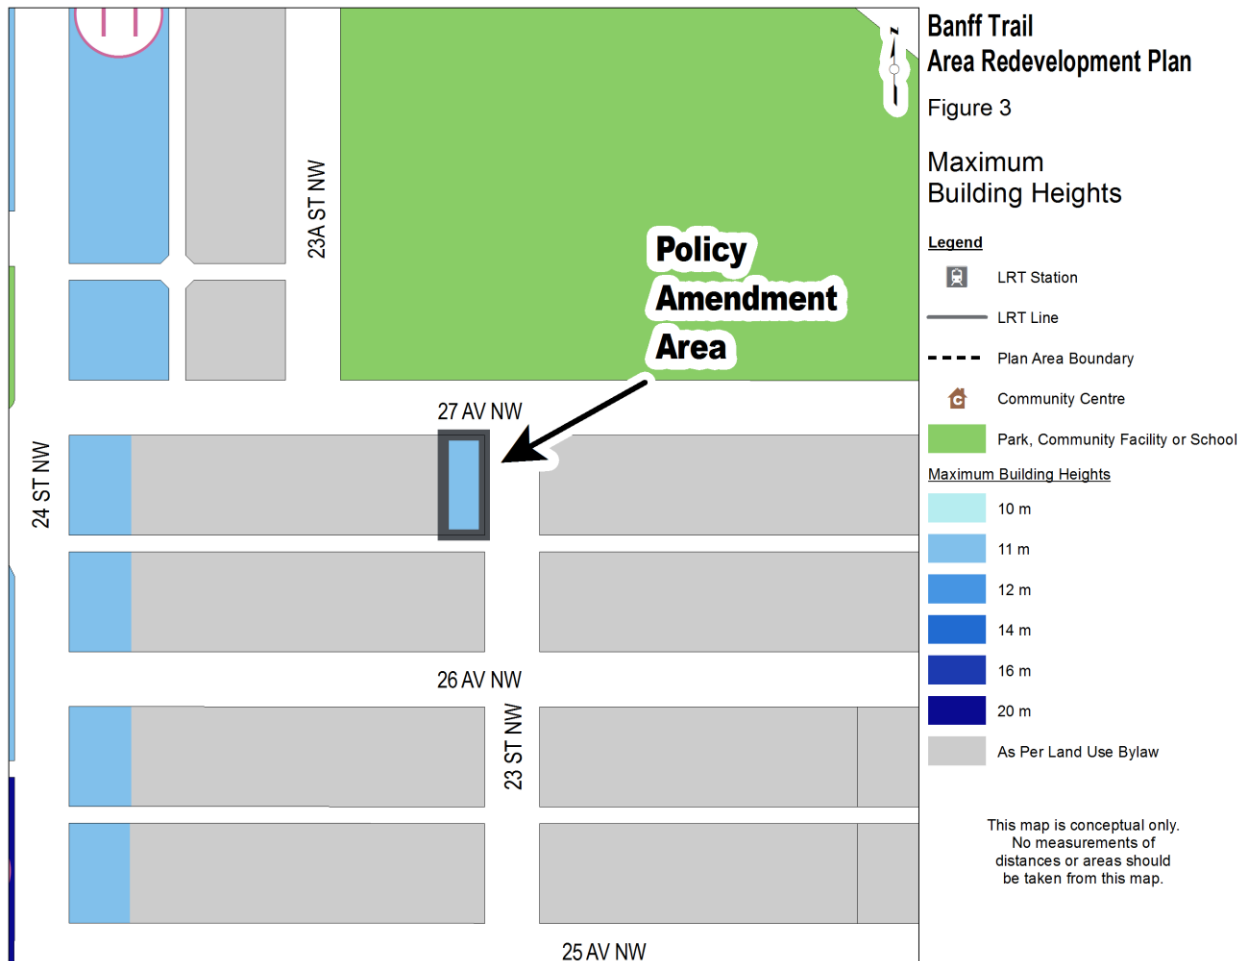 Banff Trail
Area Redevelopment Plan
Figure 3
Maximum
Building Heights
Legend
LRT Station
LRT Line
Plan Area Boundary
C
Community Centre
Park, Community Facility or School
Maximum Building Heights
10 m
11 m
12 m
14 m
16 m
20 m
As Per Land Use Bylaw
This map is conceptual only.
No measurements of
distances or areas should
be taken from this map.
N
23A ST NW
Policy
Amendment
Area
27 AV NW
24 ST NW
26 AV NW
23 ST NW
25 AV NW